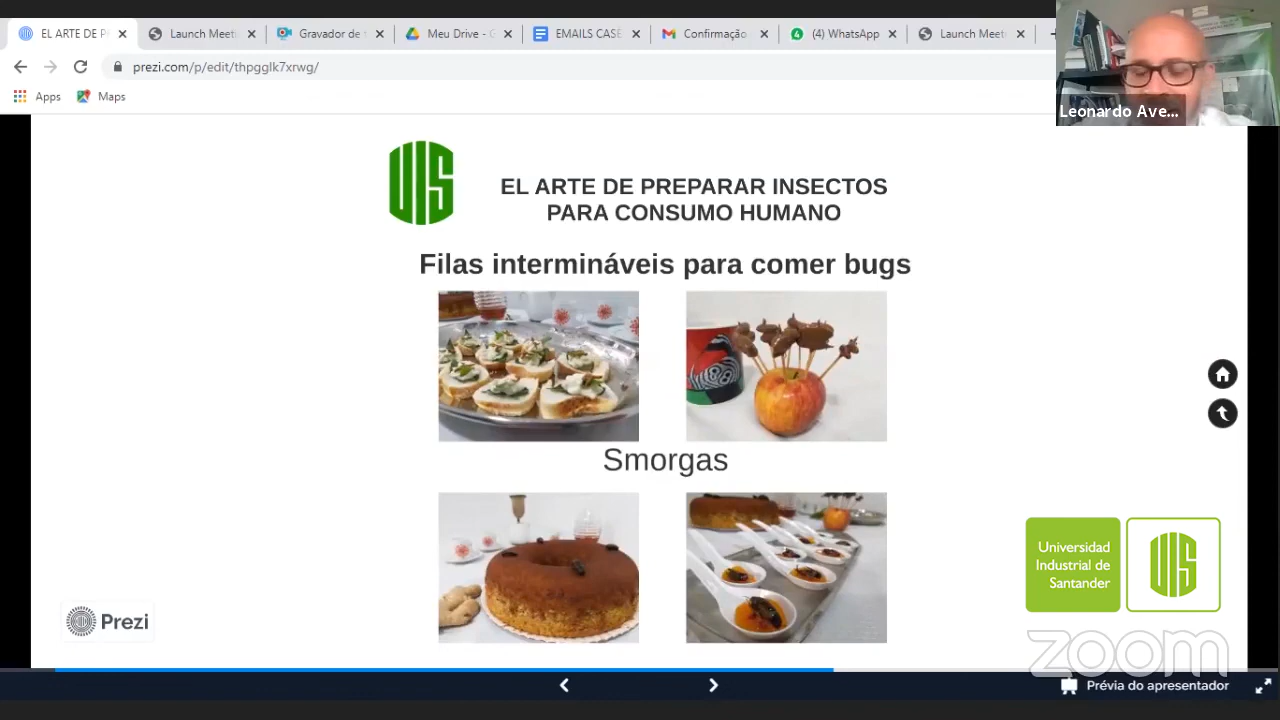 EL ARTE DE P
Launch Meeti
Gravador de t
Meu Drive - G
EMAILS CASE
Confirmação
(4) WhatsApp
Launch Meeti
prezi.com/p/edit/thpgglk7xrwg/
Apps
Maps
Leonardo Ave...
UIS
EL ARTE DE PREPARAR INSECTOS
PARA CONSUMO HUMANO
Filas intermináveis para comer bugs
Smorgas
Universidad
Industrial de
Santander
UIS
Prezi
zoom
Prévia do apresentador